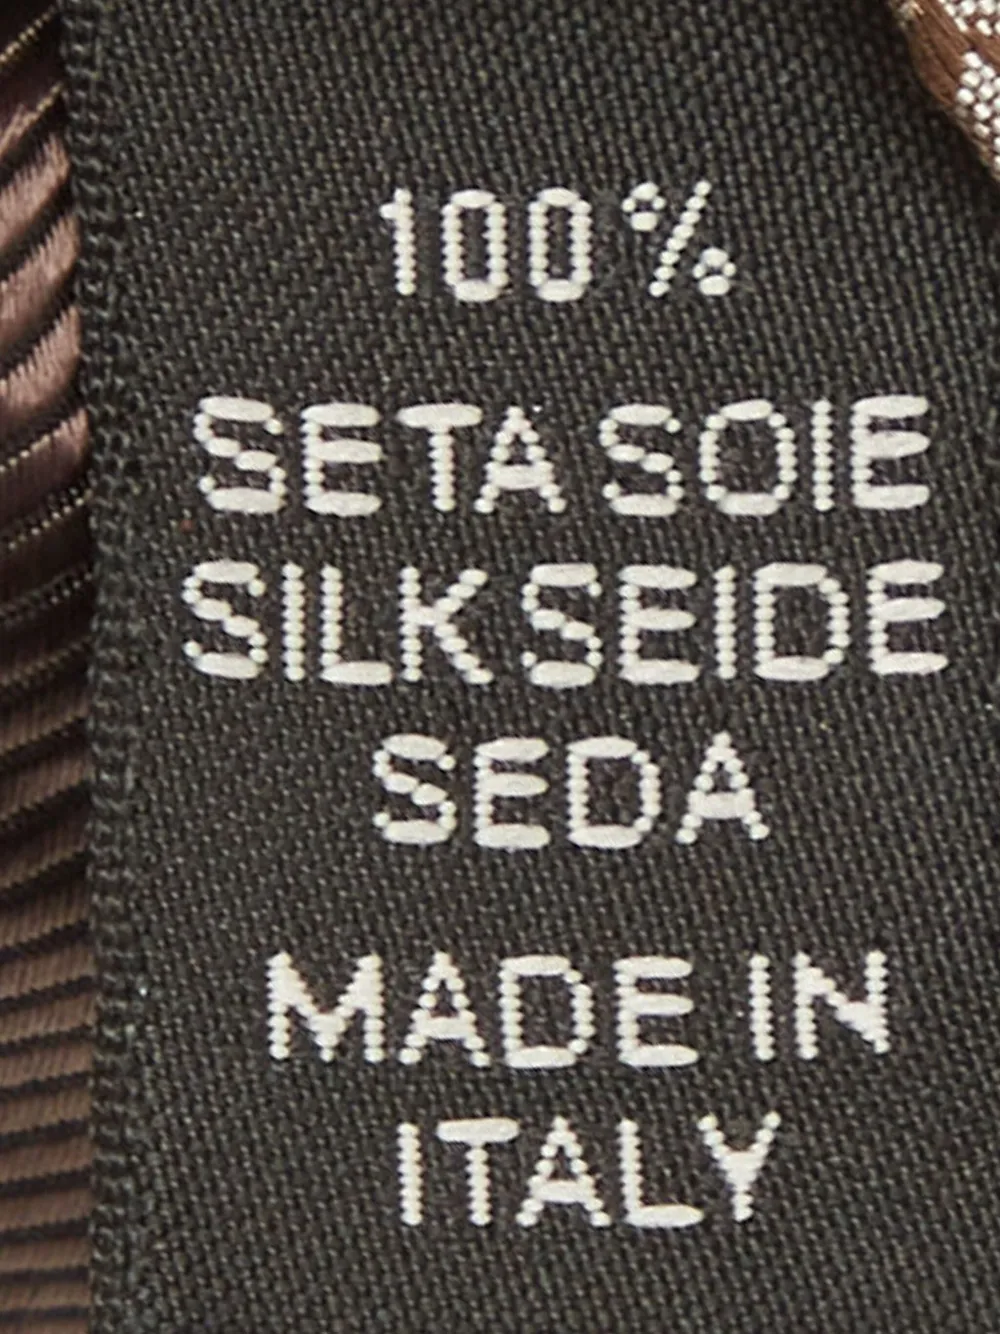 100%
SETA SOIE
SILK SEIDE
SEDA
MADE IN
ITALY